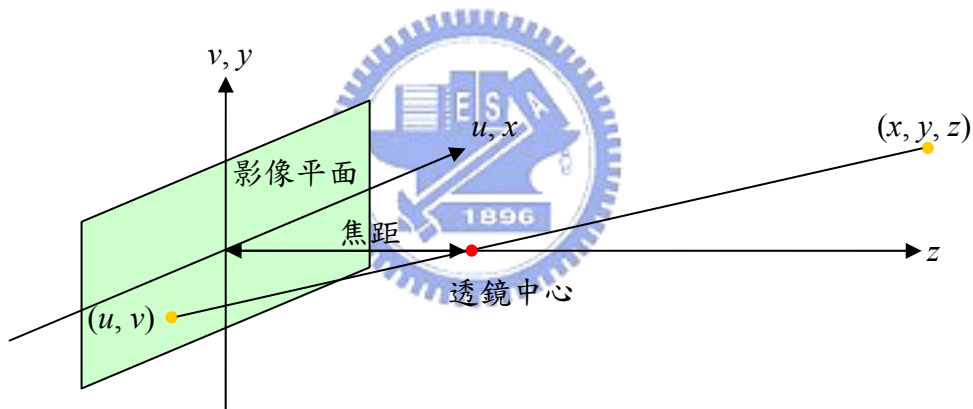 v, y
E S A
u, x
(x, y, z)
影像平面
1896
焦距
z
透鏡中心
(u, v)